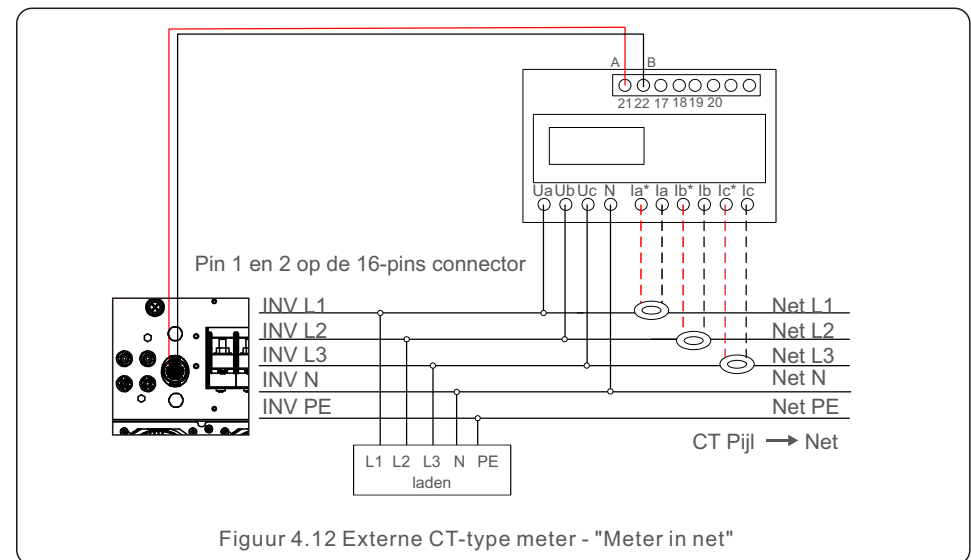 A B
21 22 17 18 19 20
Ua Ub Uc N Ia* Ia Ib* Ib Ic* Ic
Pin 1 en 2 op de 16-pins connector
INV L1 Net L1
INV L2 Net L2
INV L3 Net L3
INV N Net N
INV PE Net PE
CT Pijl → Net
L1 L2 L3 N PE
laden
Figuur 4.12 Externe CT-type meter - "Meter in net"